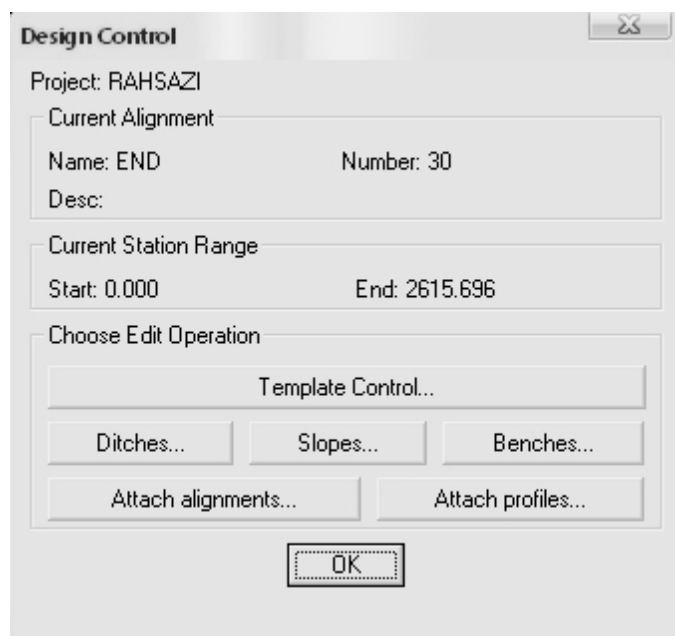 Design Control
Project: RAHSAZI
Current Alignment
Name: END Number: 30
Desc:
Current Station Range
Start: 0.000 End: 2615.696
Choose Edit Operation
Template Control...
Ditches... Slopes... Benches...
Attach alignments... Attach profiles...
OK